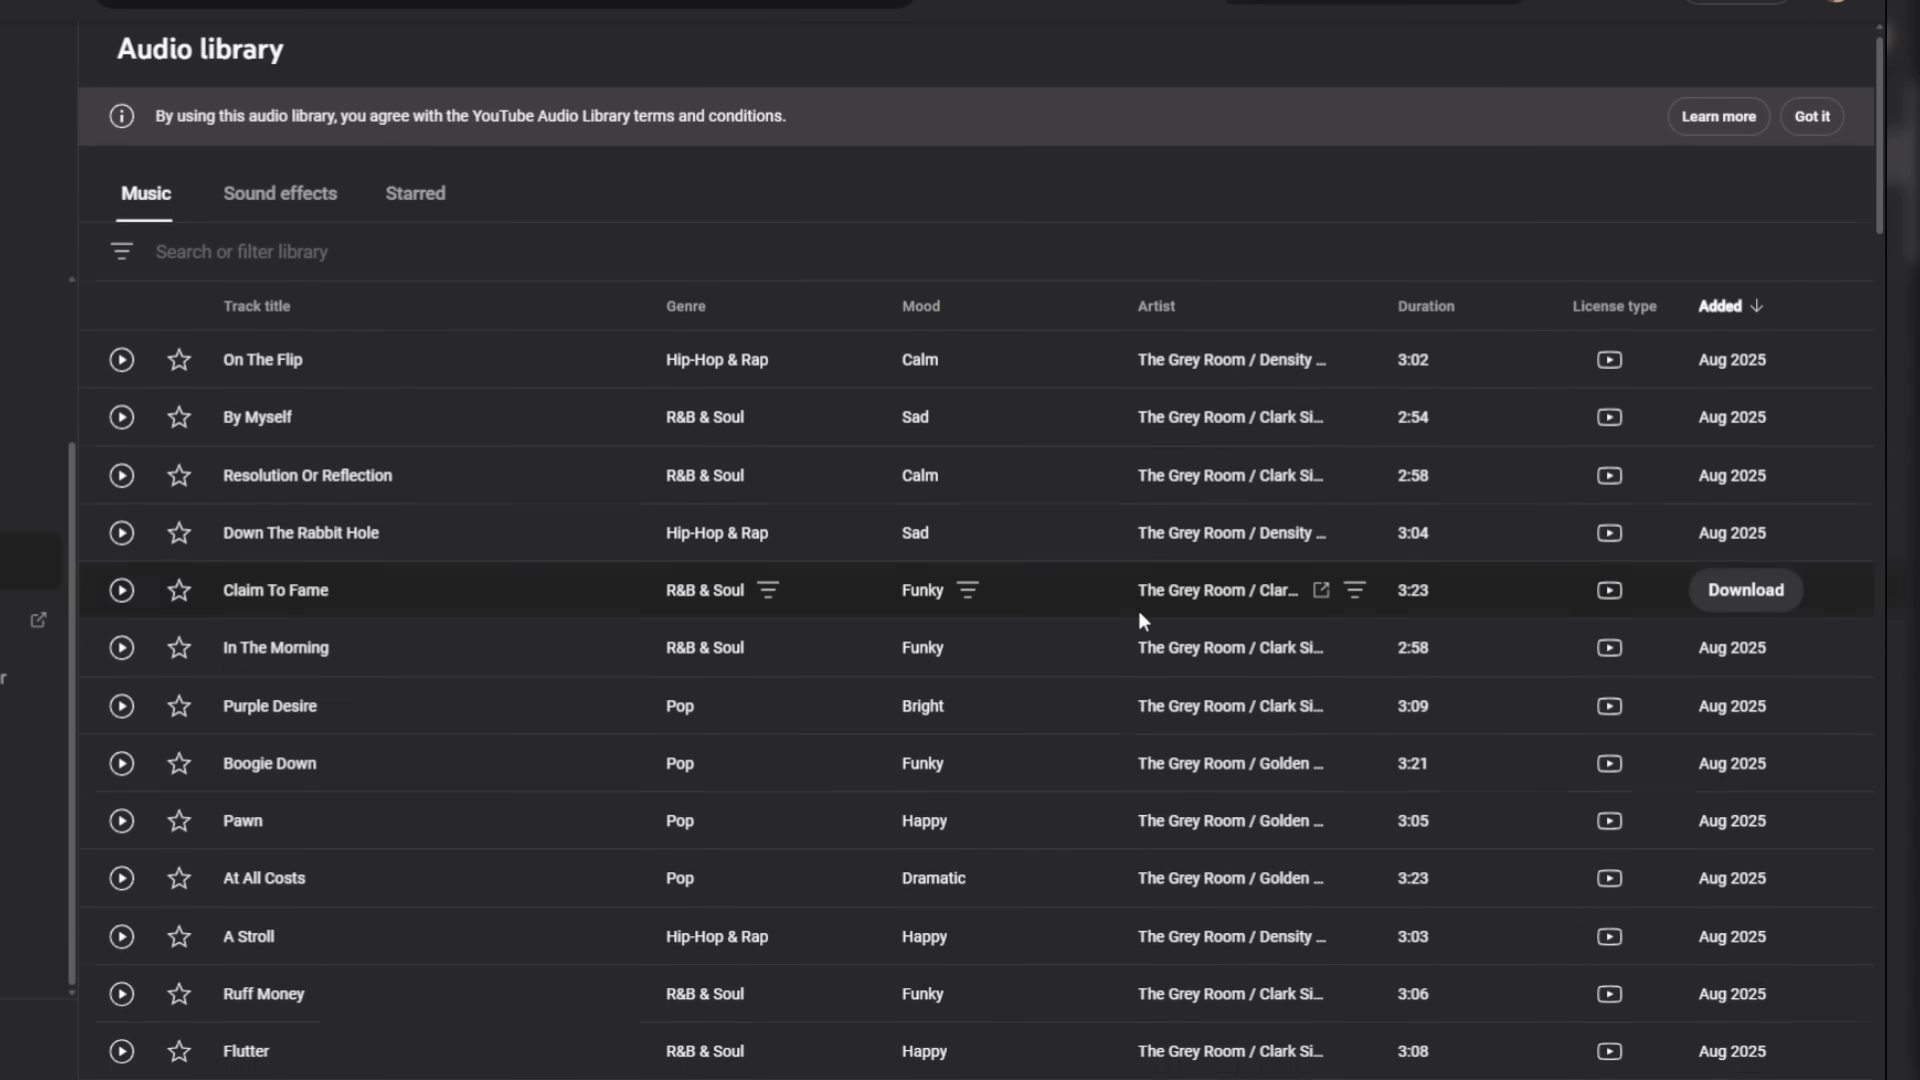 Audio library
By using this audio library, you agree with the YouTube Audio Library terms and conditions. Learn more Got it
Music Sound effects Starred
Search or filter library
Track title Genre Mood Artist Duration License type Added
On The Flip Hip-Hop & Rap Calm The Grey Room / Density ... 3:02 Aug 2025
By Myself R&B & Soul Sad The Grey Room / Clark Si... 2:54 Aug 2025
Resolution Or Reflection R&B & Soul Calm The Grey Room / Clark Si... 2:58 Aug 2025
Down The Rabbit Hole Hip-Hop & Rap Sad The Grey Room / Density ... 3:04 Aug 2025
Claim To Fame R&B & Soul Funky The Grey Room / Clar... 3:23 Download
In The Morning R&B & Soul Funky The Grey Room / Clark Si... 2:58 Aug 2025
r
Purple Desire Pop Bright The Grey Room / Clark Si... 3:09 Aug 2025
Boogie Down Pop Funky The Grey Room / Golden ... 3:21 Aug 2025
Pawn Pop Happy The Grey Room / Golden ... 3:05 Aug 2025
At All Costs Pop Dramatic The Grey Room / Golden ... 3:23 Aug 2025
A Stroll Hip-Hop & Rap Happy The Grey Room / Density ... 3:03 Aug 2025
Ruff Money R&B & Soul Funky The Grey Room / Clark Si... 3:06 Aug 2025
Flutter R&B & Soul Happy The Grey Room / Clark Si... 3:08 Aug 2025